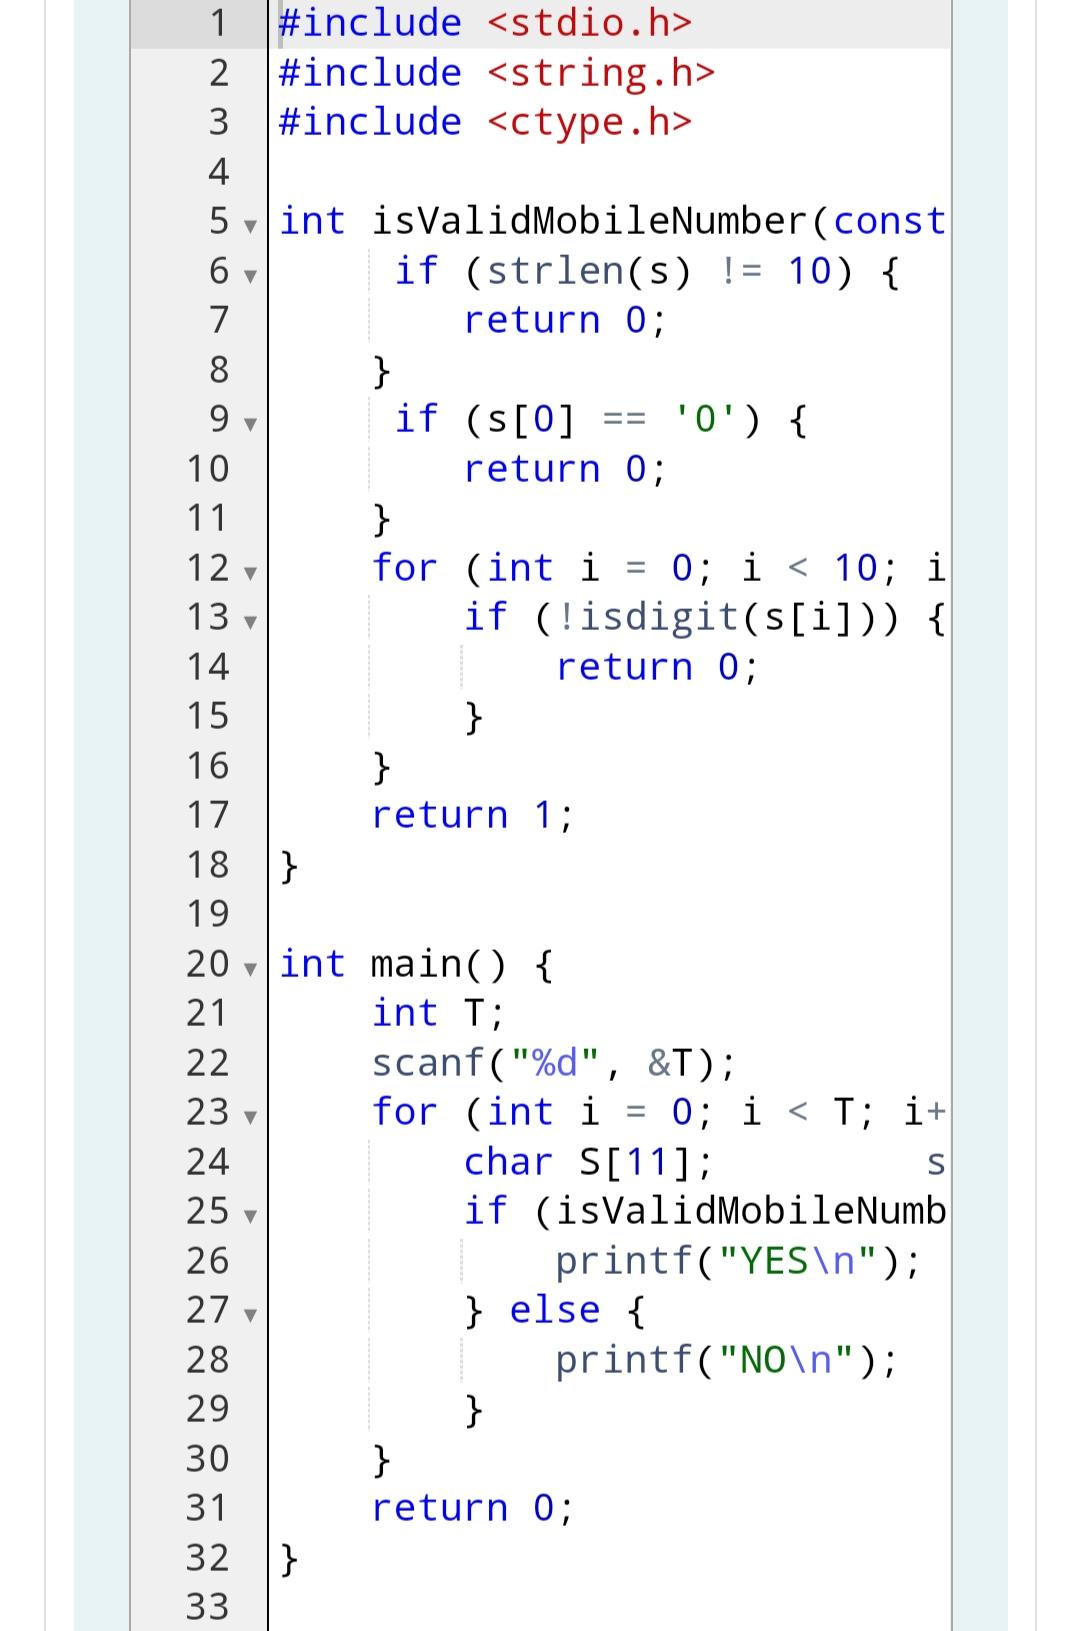 1 #include <stdio.h>
2 #include <string.h>
3 #include <ctype.h>
4
5 int isValidMobileNumber(const
6 if (strlen(s) != 10) {
7 return 0;
8 }
9 if (s[0] == '0') {
10 return 0;
11 }
12 for (int i = 0; i < 10; i
13 if (!isdigit(s[i])) {
14 return 0;
15 }
16 }
17 return 1;
18 }
19
20 int main() {
21 int T;
22 scanf("%d", &T);
23 for (int i = 0; i < T; i+
24 char S[11]; s
25 if (isValidMobileNumb
26 printf("YES\n");
27 } else {
28 printf("NO\n");
29 }
30 }
31 return 0;
32 }
33